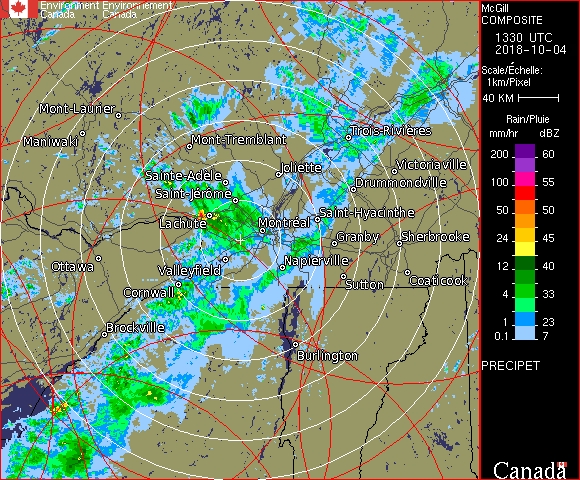 Environment Environnement
Canada Canada
McGill
COMPOSITE
1330 UTC
2018-10-04
Scale/Échelle:
1km/Pixel
40 KM
Rain/Pluie
mm/hr dBZ
200 60
100 55
50 50
24 45
12 40
4 33
1 23
0.1 7
PRECIPET
Canada
Mont-Laurier
Maniwaki
Mont-Tremblant
Trois-Rivières
Joliette
Victoriaville
Sainte-Adèle
Drummondville
Saint-Jérôme
Lachute
Montréal
Saint-Hyacinthe
Granby
Sherbrooke
Ottawa
Valleyfield
Napierville
Cornwall
Sutton
Coaticook
Brockville
Burlington